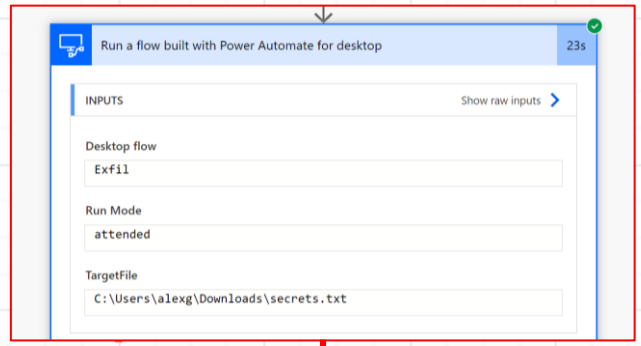 Run a flow built with Power Automate for desktop
23s
INPUTS
Show raw inputs
Desktop flow
Exfil
Run Mode
attended
TargetFile
C:\Users\alexg\Downloads\secrets.txt